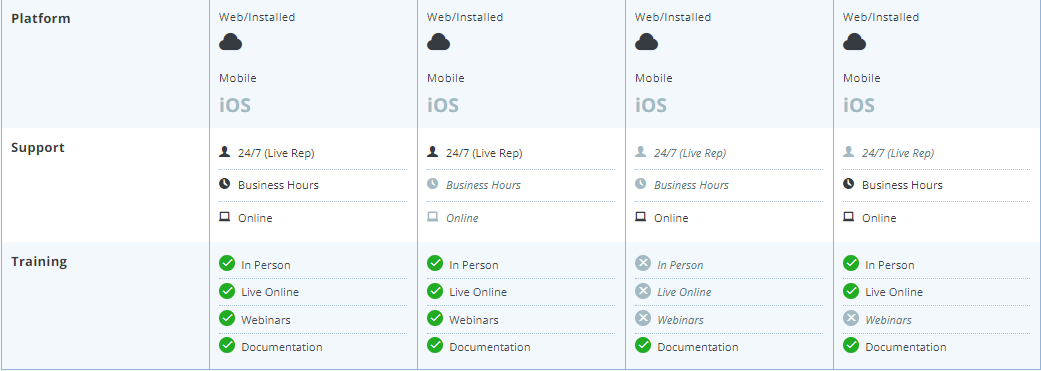 Platform
Web/Installed
Web/Installed
Web/Installed
Web/Installed
Mobile
Mobile
Mobile
Mobile
iOS
iOS
iOS
iOS
Support
24/7 (Live Rep)
24/7 (Live Rep)
24/7 (Live Rep)
24/7 (Live Rep)
Business Hours
Business Hours
Business Hours
Business Hours
Online
Online
Online
Online
Training
In Person
In Person
In Person
In Person
Live Online
Live Online
Live Online
Live Online
Webinars
Webinars
Webinars
Webinars
Documentation
Documentation
Documentation
Documentation